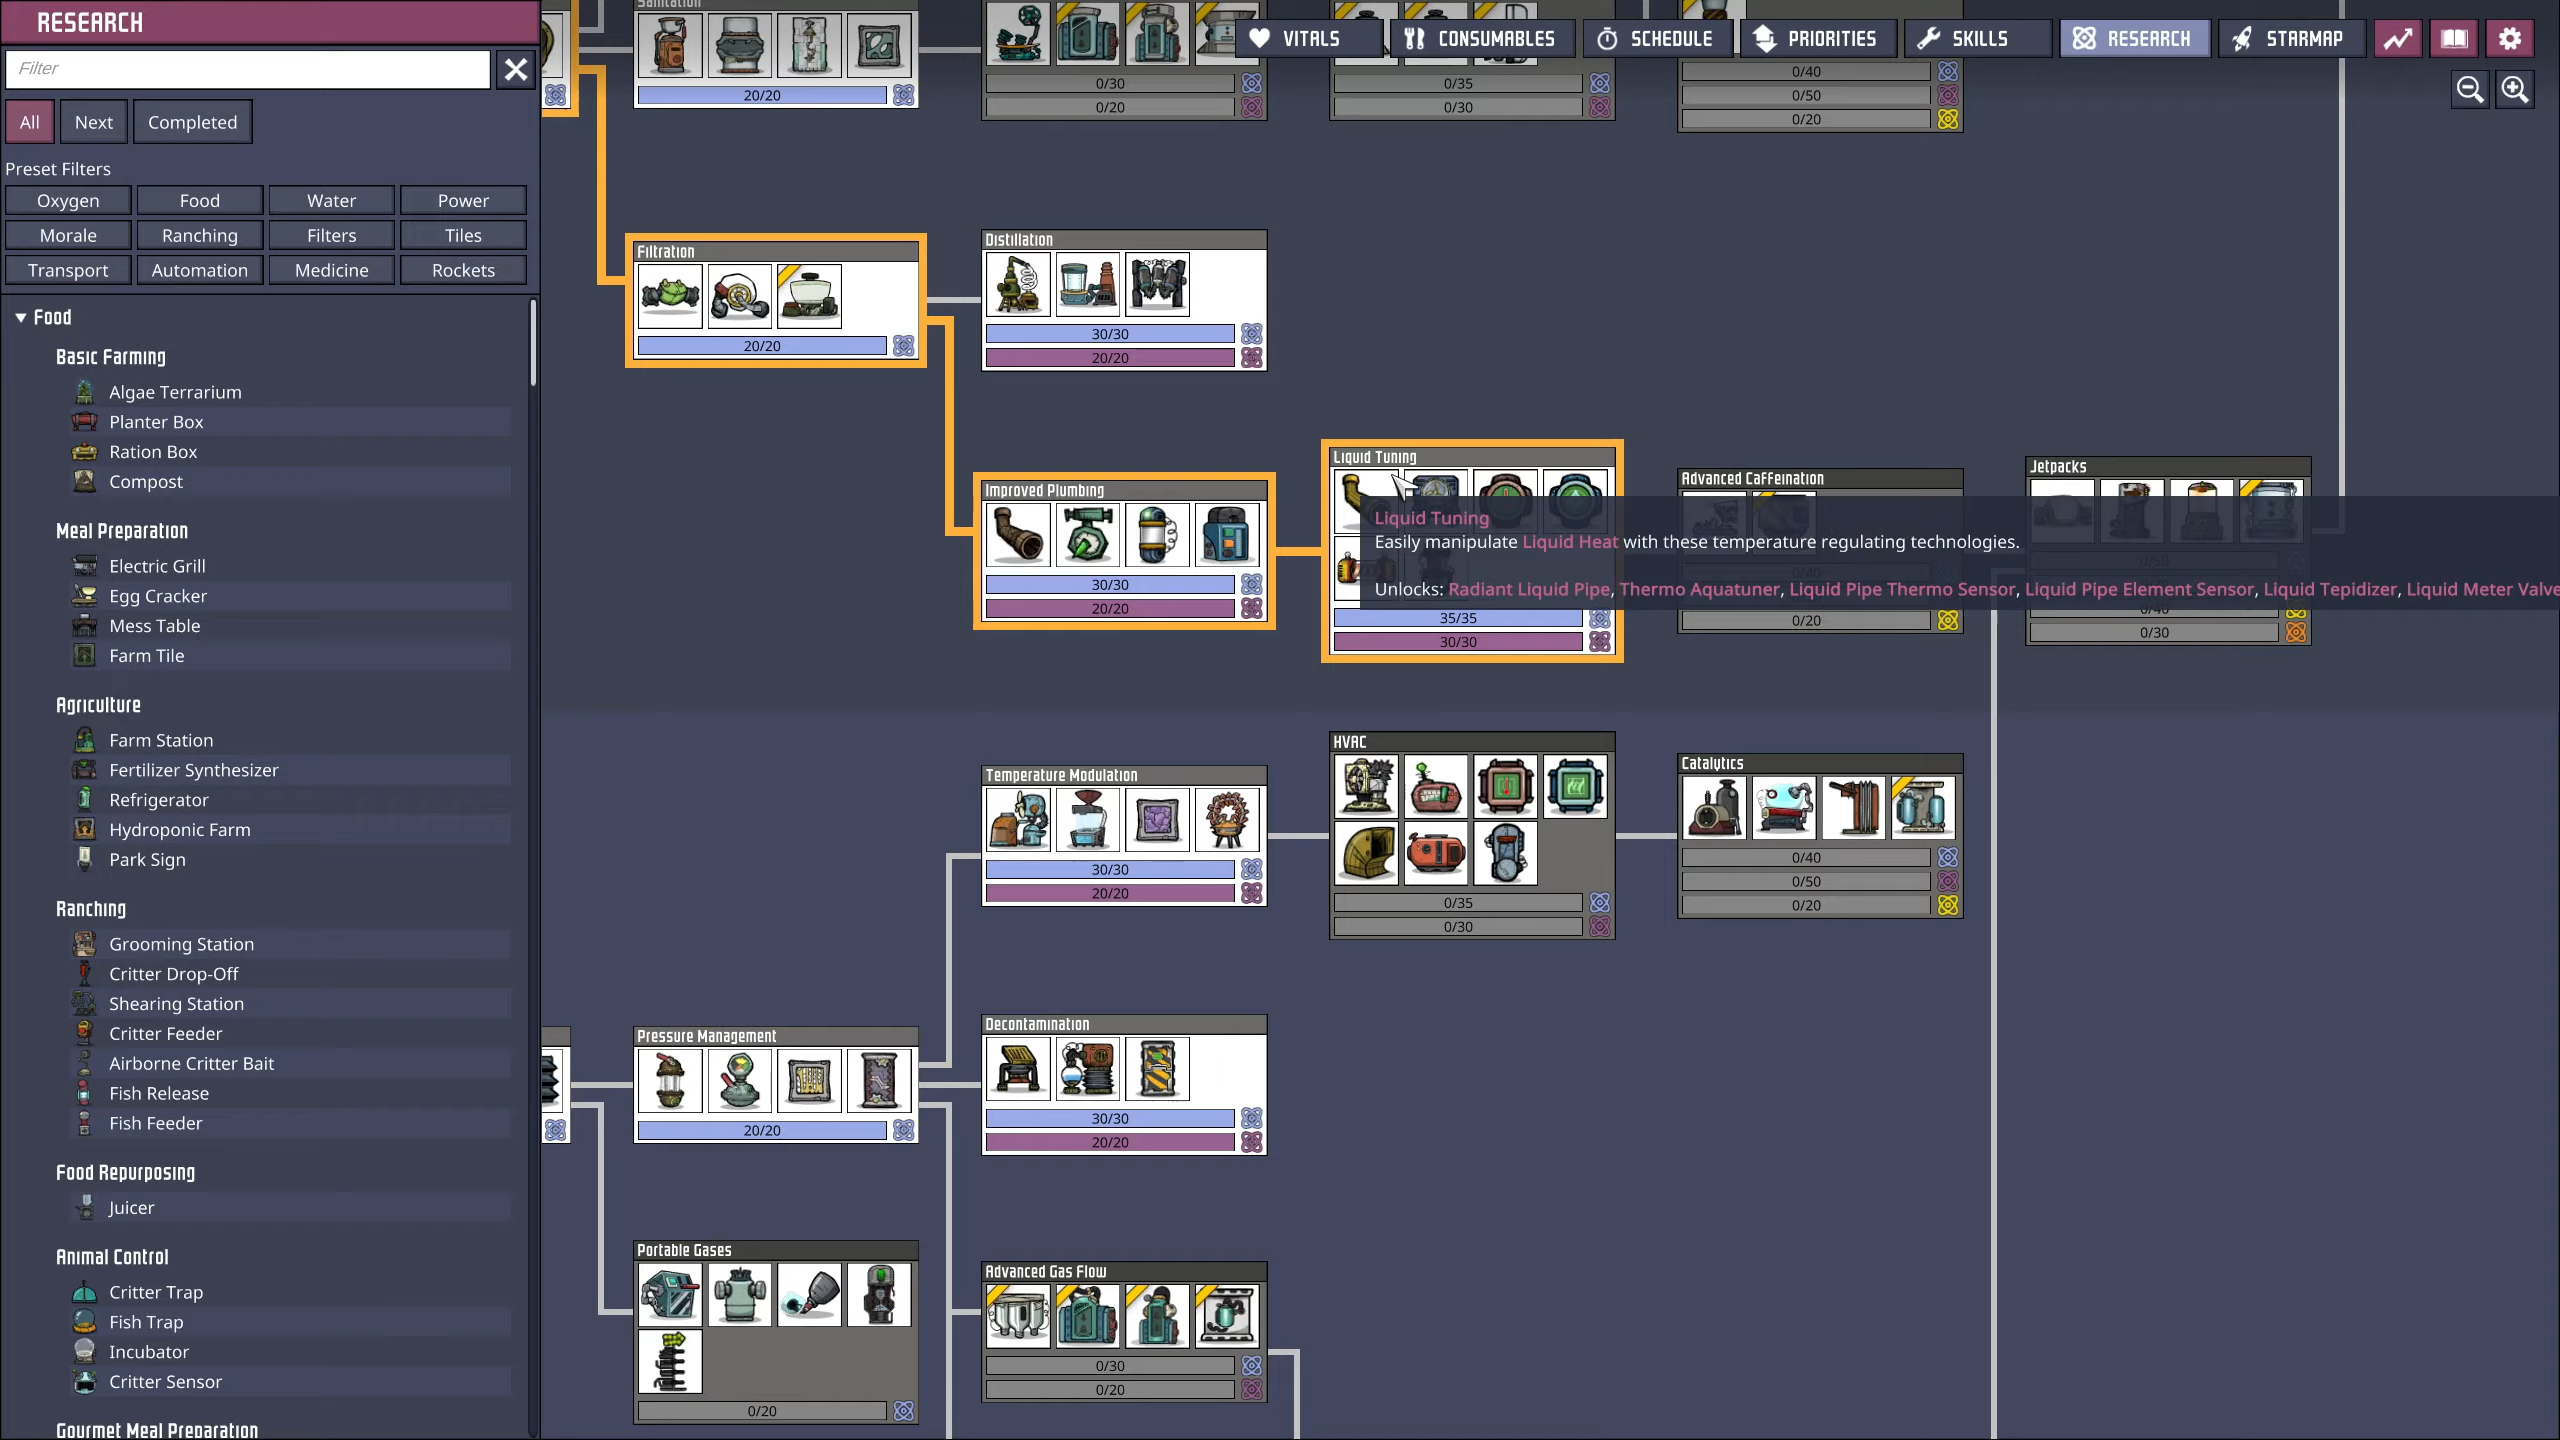 RESEARCH
Filter
All
Next
Completed
Preset Filters
Oxygen
Food
Water
Power
Morale
Ranching
Filters
Tiles
Transport
Automation
Medicine
Rockets
Food
Basic Farming
Algae Terrarium
Planter Box
Ration Box
Compost
Meal Preparation
Electric Grill
Egg Cracker
Mess Table
Farm Tile
Agriculture
Farm Station
Fertilizer Synthesizer
Refrigerator
Hydroponic Farm
Park Sign
Ranching
Grooming Station
Critter Drop-Off
Shearing Station
Critter Feeder
Airborne Critter Bait
Fish Release
Fish Feeder
Food Repurposing
Juicer
Animal Control
Critter Trap
Fish Trap
Incubator
Critter Sensor
Gourmet Meal Preparation
VITALS
CONSUMABLES
SCHEDULE
PRIORITIES
SKILLS
RESEARCH
STARMAP
Sanitation
20/20
0/30
0/20
0/35
0/30
0/40
0/50
0/20
Filtration
20/20
Distillation
30/30
20/20
Improved Plumbing
30/30
20/20
Liquid Tuning
35/35
30/30
Liquid Tuning
Easily manipulate Liquid Heat with these temperature regulating technologies.
Unlocks: Radiant Liquid Pipe, Thermo Aquatuner, Liquid Pipe Thermo Sensor, Liquid Pipe Element Sensor, Liquid Tepidizer, Liquid Meter Valve
Advanced Caffeination
0/20
Jetpacks
0/50
0/40
0/30
Temperature Modulation
30/30
20/20
HVAC
0/35
0/30
Catalytics
0/40
0/50
0/20
Pressure Management
20/20
Decontamination
30/30
20/20
Portable Gases
0/20
Advanced Gas Flow
0/30
0/20